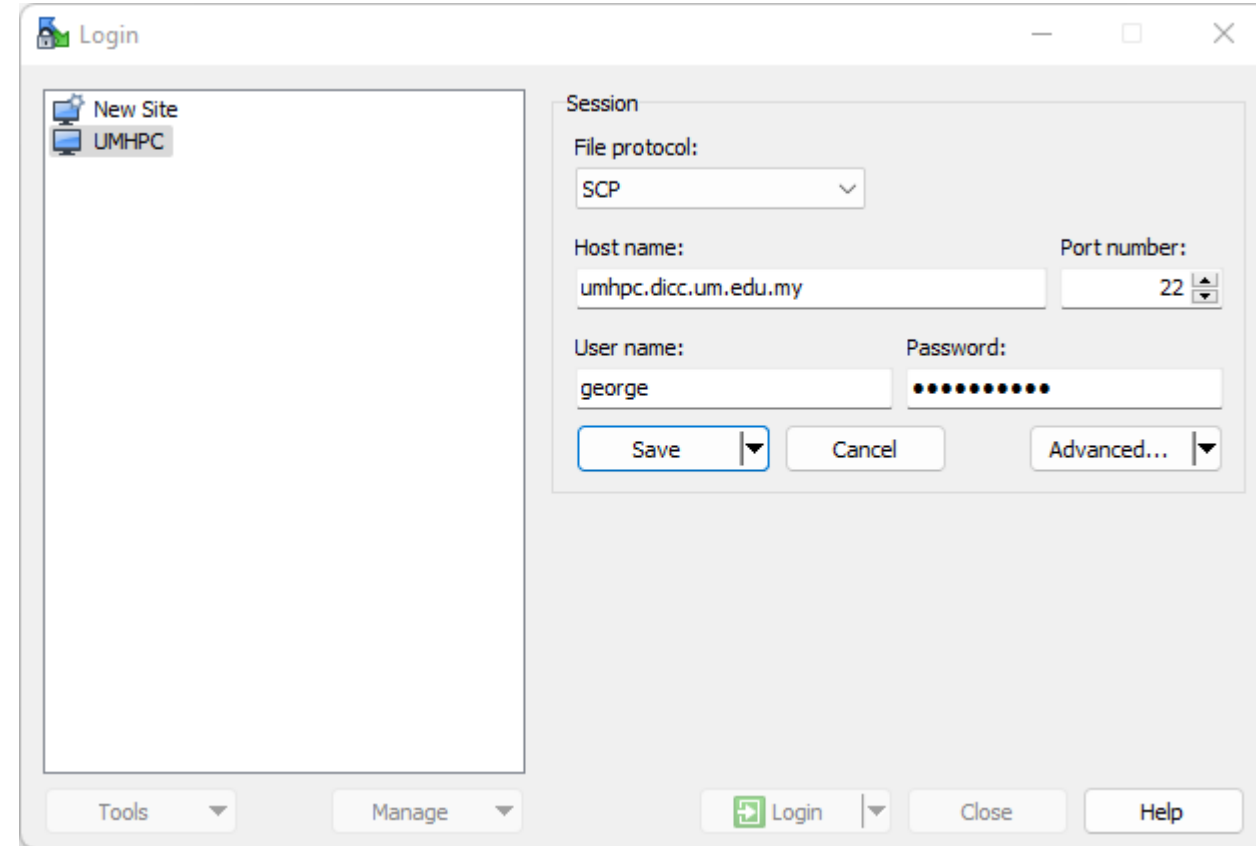 Login
New Site
UMHPC
Session
File protocol:
SCP
Host name: Port number:
umhpc.dicc.um.edu.my 22
User name: Password:
george ●●●●●●●●●●
Save Cancel Advanced...
Tools Manage Login Close Help